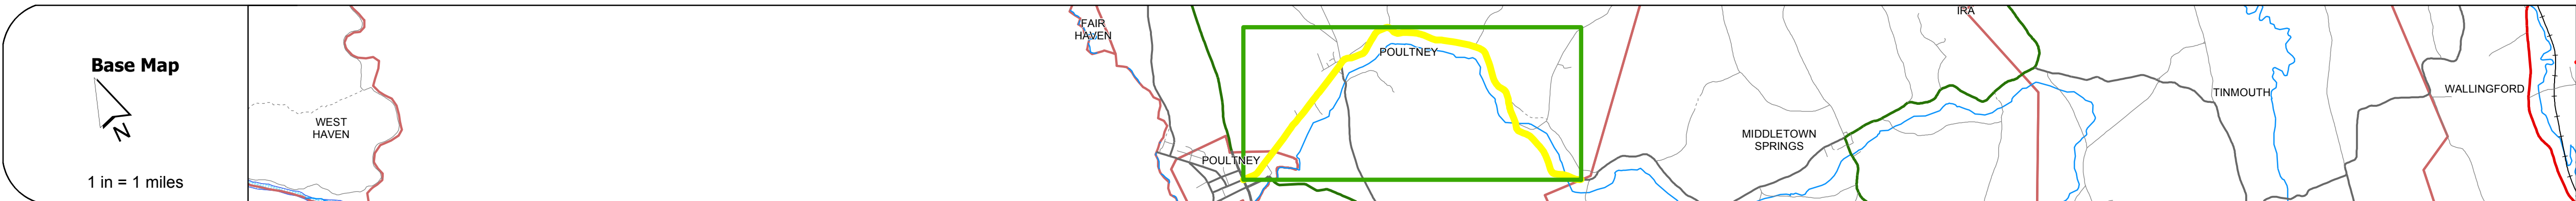 Base Map
N
1 in = 1 miles
WEST
HAVEN
FAIR
HAVEN
POULTNEY
POULTNEY
MIDDLETOWN
SPRINGS
IRA
TINMOUTH
WALLINGFORD